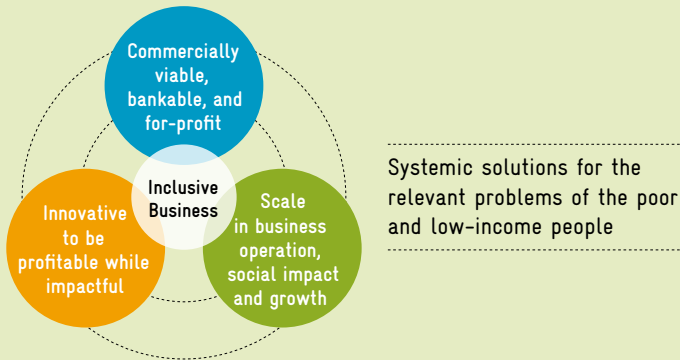 Commercially
viable,
bankable, and
for-profit
Inclusive
Business
Innovative
to be
profitable while
impactful
Scale
in business
operation,
social impact
and growth
Systemic solutions for the
relevant problems of the poor
and low-income people